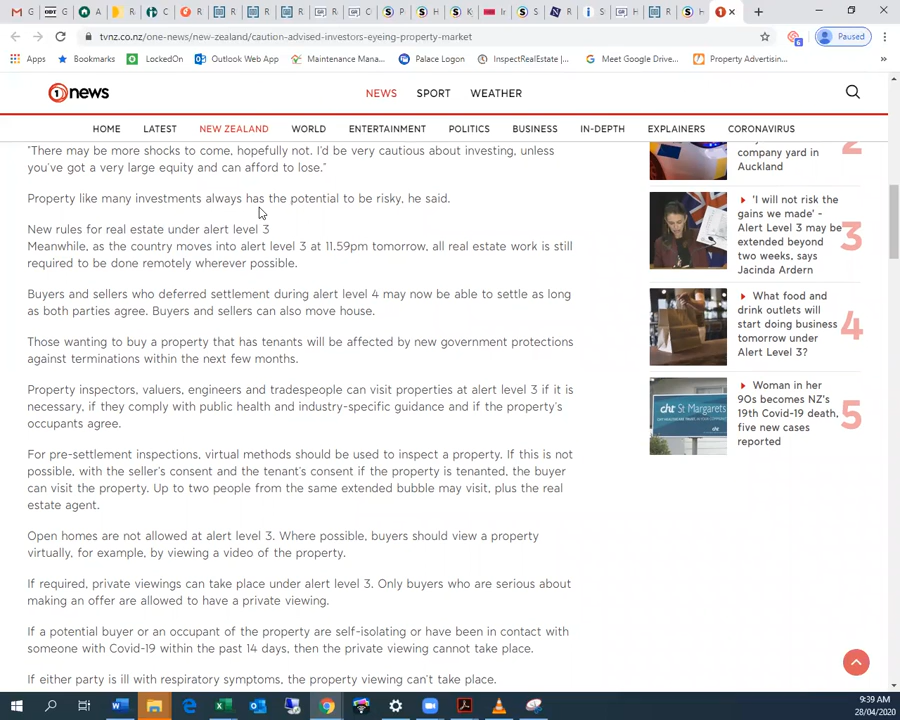 tvnz.co.nz/one-news/new-zealand/caution-advised-investors-eyeing-property-market
Paused
Apps
Bookmarks
LockedOn
Outlook Web App
Maintenance Mana...
Palace Logon
InspectRealEstate |...
Meet Google Drive...
Property Advertisin...
1 news
NEWS
SPORT
WEATHER
HOME
LATEST
NEW ZEALAND
WORLD
ENTERTAINMENT
POLITICS
BUSINESS
IN-DEPTH
EXPLAINERS
CORONAVIRUS
"There may be more shocks to come, hopefully not. I'd be very cautious about investing, unless
you've got a very large equity and can afford to lose."
Property like many investments always has the potential to be risky, he said.
New rules for real estate under alert level 3
Meanwhile, as the country moves into alert level 3 at 11.59pm tomorrow, all real estate work is still
required to be done remotely wherever possible.
Buyers and sellers who deferred settlement during alert level 4 may now be able to settle as long
as both parties agree. Buyers and sellers can also move house.
Those wanting to buy a property that has tenants will be affected by new government protections
against terminations within the next few months.
Property inspectors, valuers, engineers and tradespeople can visit properties at alert level 3 if it is
necessary, if they comply with public health and industry-specific guidance and if the property's
occupants agree.
For pre-settlement inspections, virtual methods should be used to inspect a property. If this is not
possible, with the seller's consent and the tenant's consent if the property is tenanted, the buyer
can visit the property. Up to two people from the same extended bubble may visit, plus the real
estate agent.
Open homes are not allowed at alert level 3. Where possible, buyers should view a property
virtually, for example, by viewing a video of the property.
If required, private viewings can take place under alert level 3. Only buyers who are serious about
making an offer are allowed to have a private viewing.
If a potential buyer or an occupant of the property are self-isolating or have been in contact with
someone with Covid-19 within the past 14 days, then the private viewing cannot take place.
If either party is ill with respiratory symptoms, the property viewing can't take place.
company yard in
Auckland
2
'I will not risk the
gains we made' -
Alert Level 3 may be
extended beyond
two weeks, says
Jacinda Ardern
3
What food and
drink outlets will
start doing business
tomorrow under
Alert Level 3?
4
cht St Margarets
Woman in her
90s becomes NZ's
19th Covid-19 death,
five new cases
reported
5
9:39 AM
28/04/2020